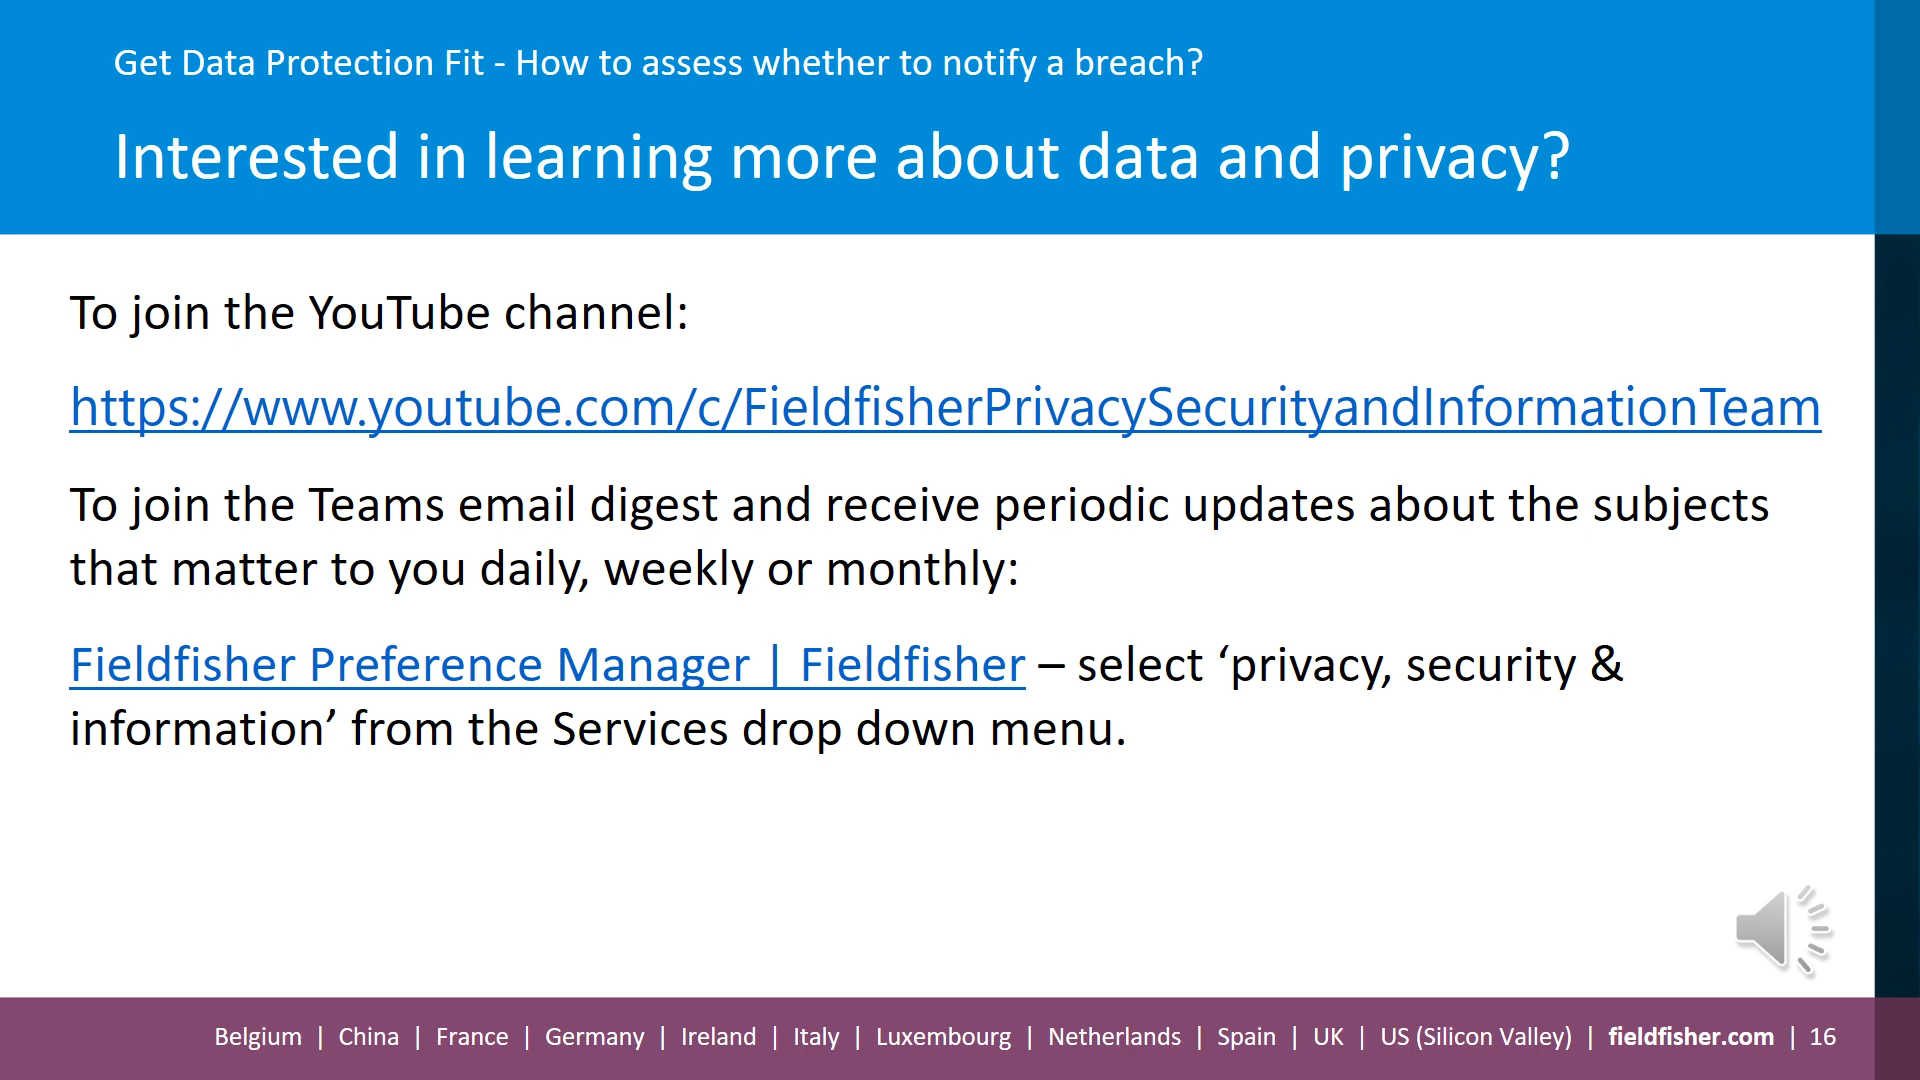 Get Data Protection Fit - How to assess whether to notify a breach?
Interested in learning more about data and privacy?
To join the YouTube channel:
https://www.youtube.com/c/FieldfisherPrivacySecurityandInformationTeam
To join the Teams email digest and receive periodic updates about the subjects
that matter to you daily, weekly or monthly:
Fieldfisher Preference Manager | Fieldfisher – select ‘privacy, security &
information’ from the Services drop down menu.
Belgium | China | France | Germany | Ireland | Italy | Luxembourg | Netherlands | Spain | UK | US (Silicon Valley) | fieldfisher.com | 16